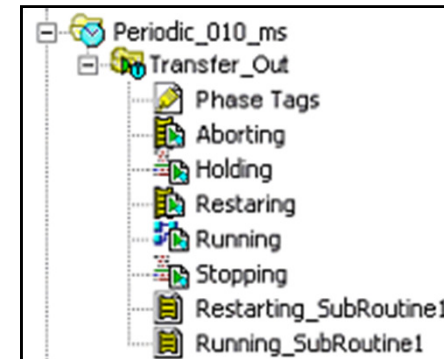 Periodic_010_ms
Transfer_Out
Phase Tags
Aborting
Holding
Restaring
Running
Stopping
Restarting_SubRoutine1
Running_SubRoutine1